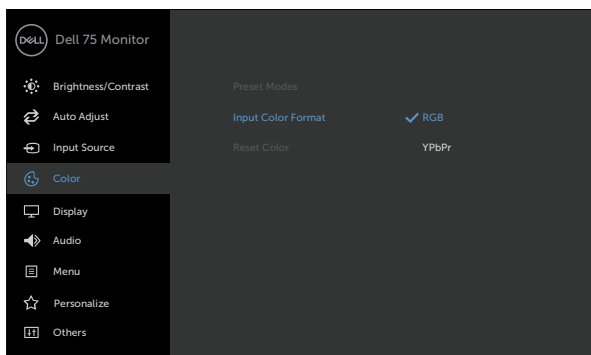 DELL Dell 75 Monitor
Brightness/Contrast
Preset Modes
Auto Adjust
Input Color Format RGB
Input Source
Reset Color YPbPr
Color
Display
Audio
Menu
Personalize
Others